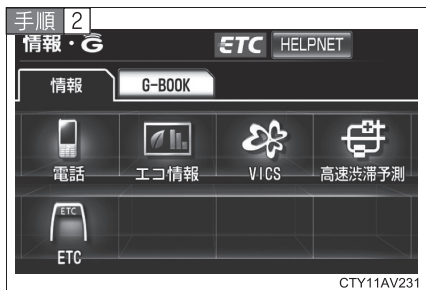 手順 2
情報・G ETC HELPNET
情報 G-BOOK
電話 エコ情報 VICS 高速渋滞予測
ETC
ETC
CTY11AV231